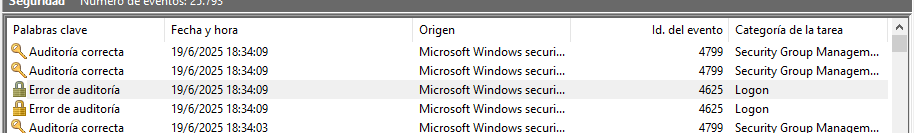 Seguridad Número de eventos: 25.793
Palabras clave Fecha y hora Origen Id. del evento Categoría de la tarea
Auditoría correcta 19/6/2025 18:34:09 Microsoft Windows securi... 4799 Security Group Managem...
Auditoría correcta 19/6/2025 18:34:09 Microsoft Windows securi... 4799 Security Group Managem...
Error de auditoría 19/6/2025 18:34:09 Microsoft Windows securi... 4625 Logon
Error de auditoría 19/6/2025 18:34:09 Microsoft Windows securi... 4625 Logon
Auditoría correcta 19/6/2025 18:34:03 Microsoft Windows securi... 4799 Security Group Managem...